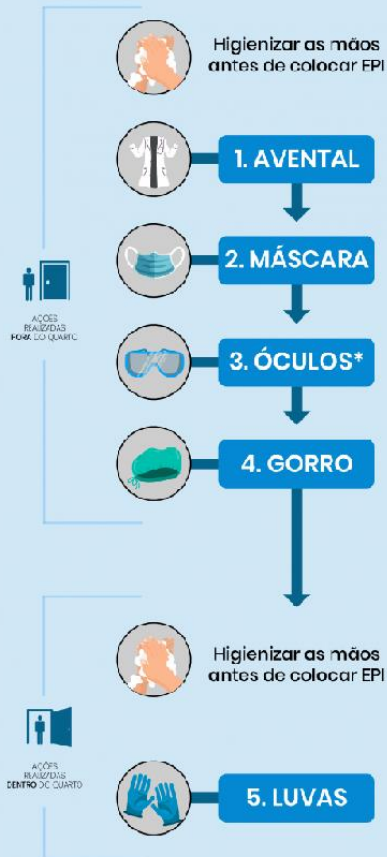 Higienizar as mãos
antes de colocar EPI
1. AVENTAL
2. MÁSCARA
AÇÕES
REALIZADAS
FORA DO QUARTO
3. ÓCULOS*
4. GORRO
Higienizar as mãos
antes de colocar EPI
AÇÕES
REALIZADAS
DENTRO DO QUARTO
5. LUVAS